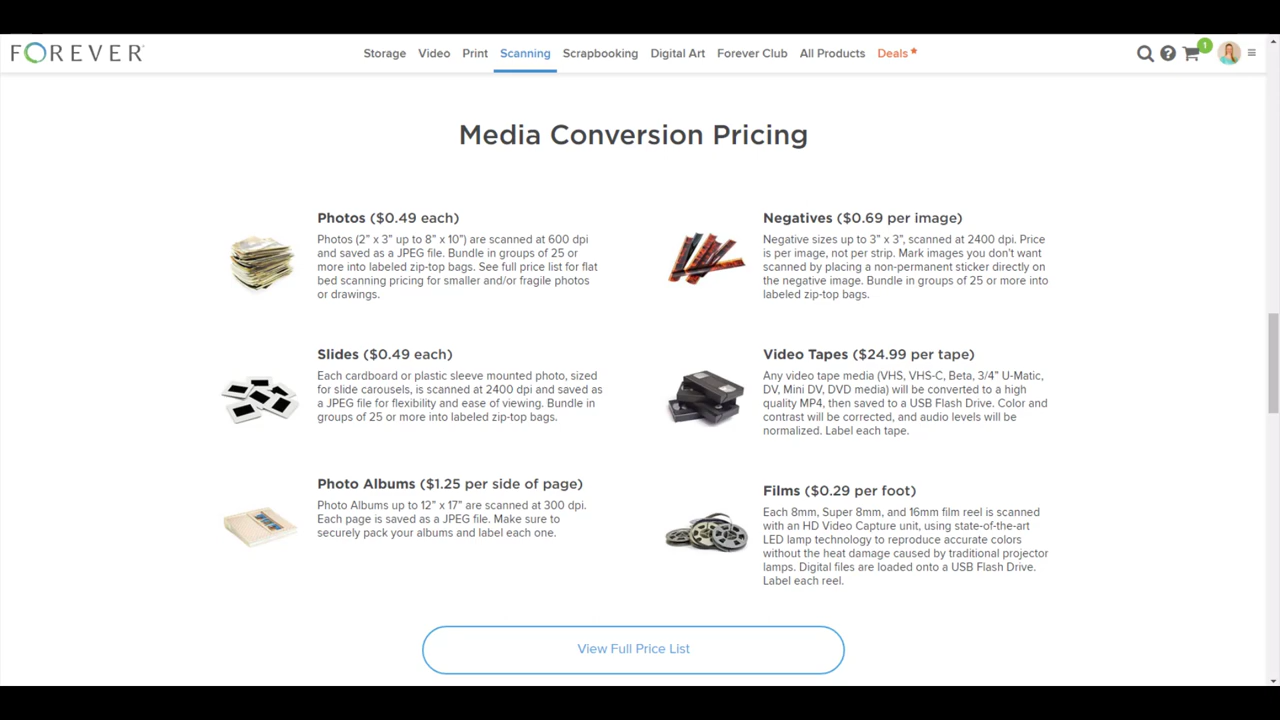 FOREVER
Storage Video Print Scanning Scrapbooking Digital Art Forever Club All Products Deals
1
Media Conversion Pricing
Photos ($0.49 each)
Photos (2” x 3” up to 8” x 10”) are scanned at 600 dpi
and saved as a JPEG file. Bundle in groups of 25 or
more into labeled zip-top bags. See full price list for flat
bed scanning pricing for smaller and/or fragile photos
or drawings.
Negatives ($0.69 per image)
Negative sizes up to 3” x 3”, scanned at 2400 dpi. Price
is per image, not per strip. Mark images you don’t want
scanned by placing a non-permanent sticker directly on
the negative image. Bundle in groups of 25 or more into
labeled zip-top bags.
Slides ($0.49 each)
Each cardboard or plastic sleeve mounted photo, sized
for slide carousels, is scanned at 2400 dpi and saved as
a JPEG file for flexibility and ease of viewing. Bundle in
groups of 25 or more into labeled zip-top bags.
Video Tapes ($24.99 per tape)
Any video tape media (VHS, VHS-C, Beta, 3/4” U-Matic,
DV, Mini DV, DVD media) will be converted to a high
quality MP4, then saved to a USB Flash Drive. Color and
contrast will be corrected, and audio levels will be
normalized. Label each tape.
Photo Albums ($1.25 per side of page)
Photo Albums up to 12” x 17” are scanned at 300 dpi.
Each page is saved as a JPEG file. Make sure to
securely pack your albums and label each one.
Films ($0.29 per foot)
Each 8mm, Super 8mm, and 16mm film reel is scanned
with an HD Video Capture unit, using state-of-the-art
LED lamp technology to reproduce accurate colors
without the heat damage caused by traditional projector
lamps. Digital files are loaded onto a USB Flash Drive.
Label each reel.
View Full Price List